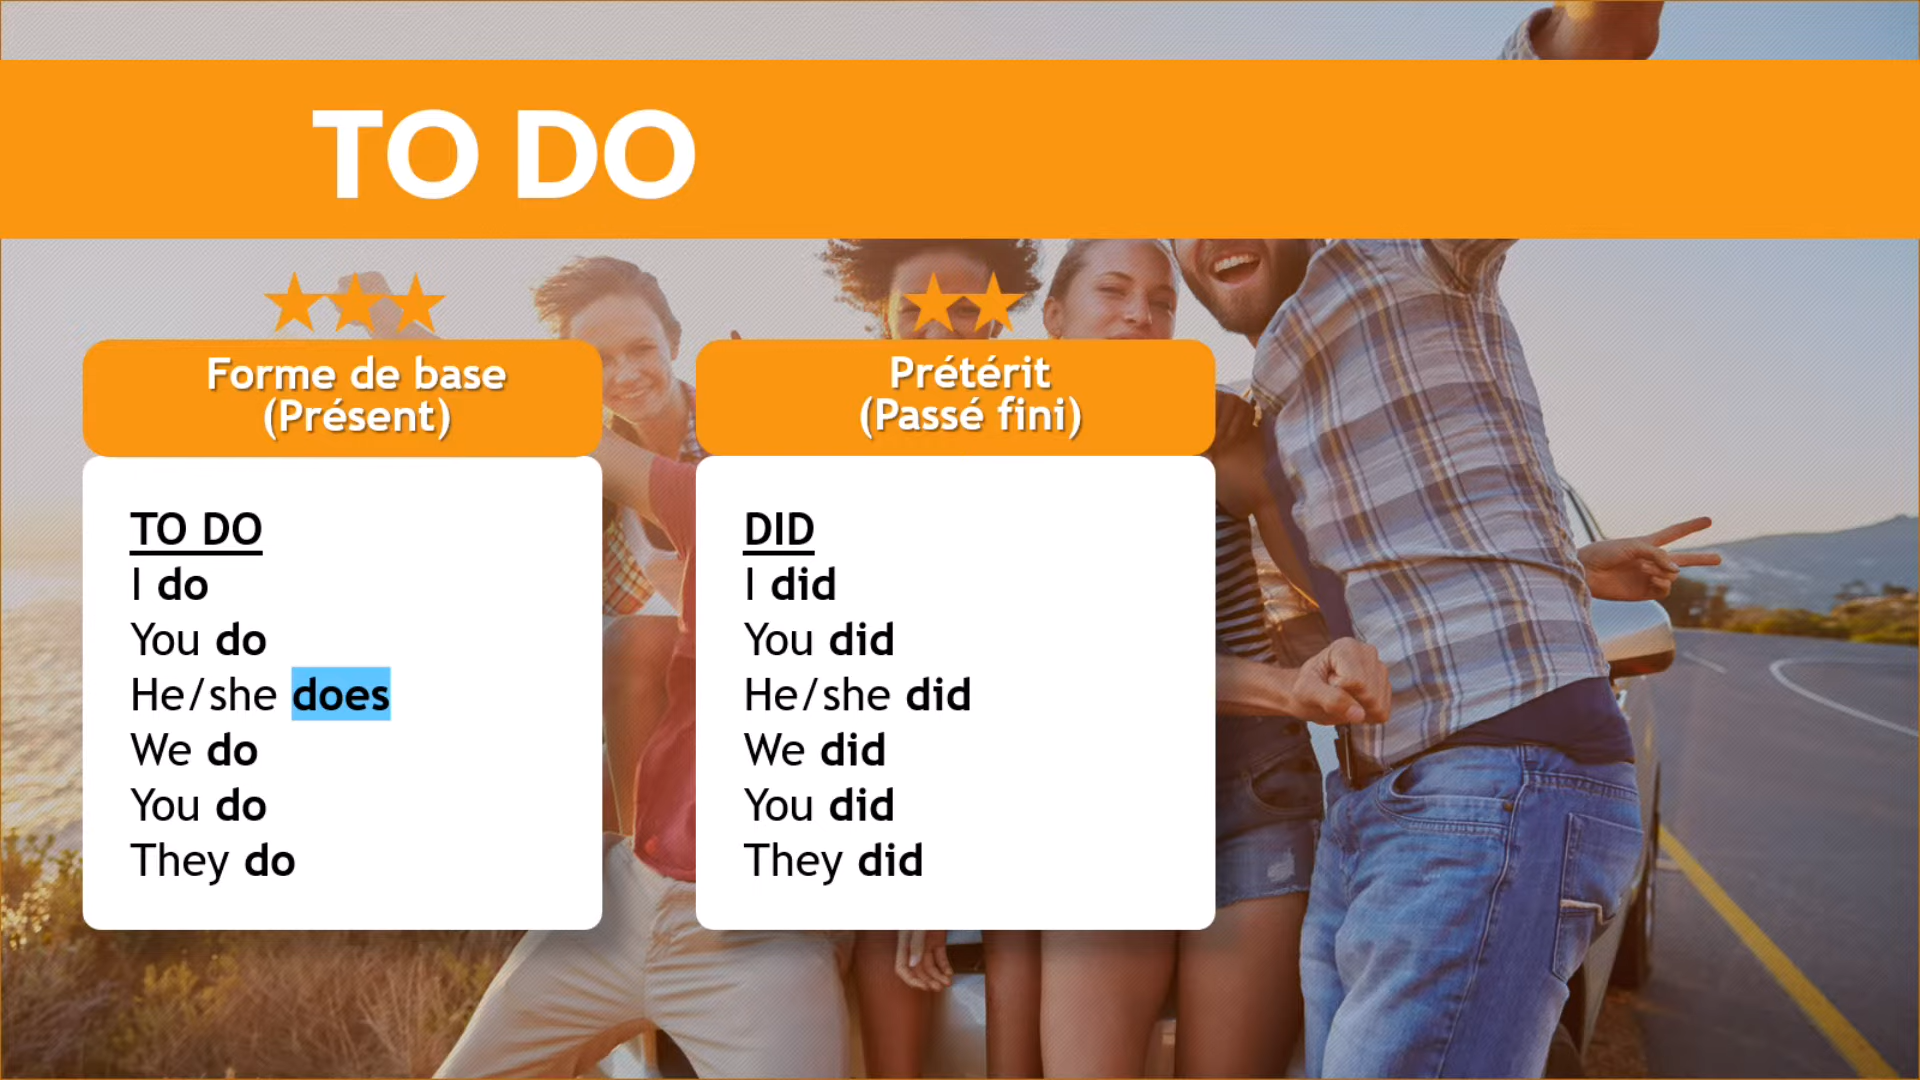 TO DO
Forme de base
(Présent)
TO DO
I do
You do
He/she does
We do
You do
They do
Prétérit
(Passé fini)
DID
I did
You did
He/she did
We did
You did
They did